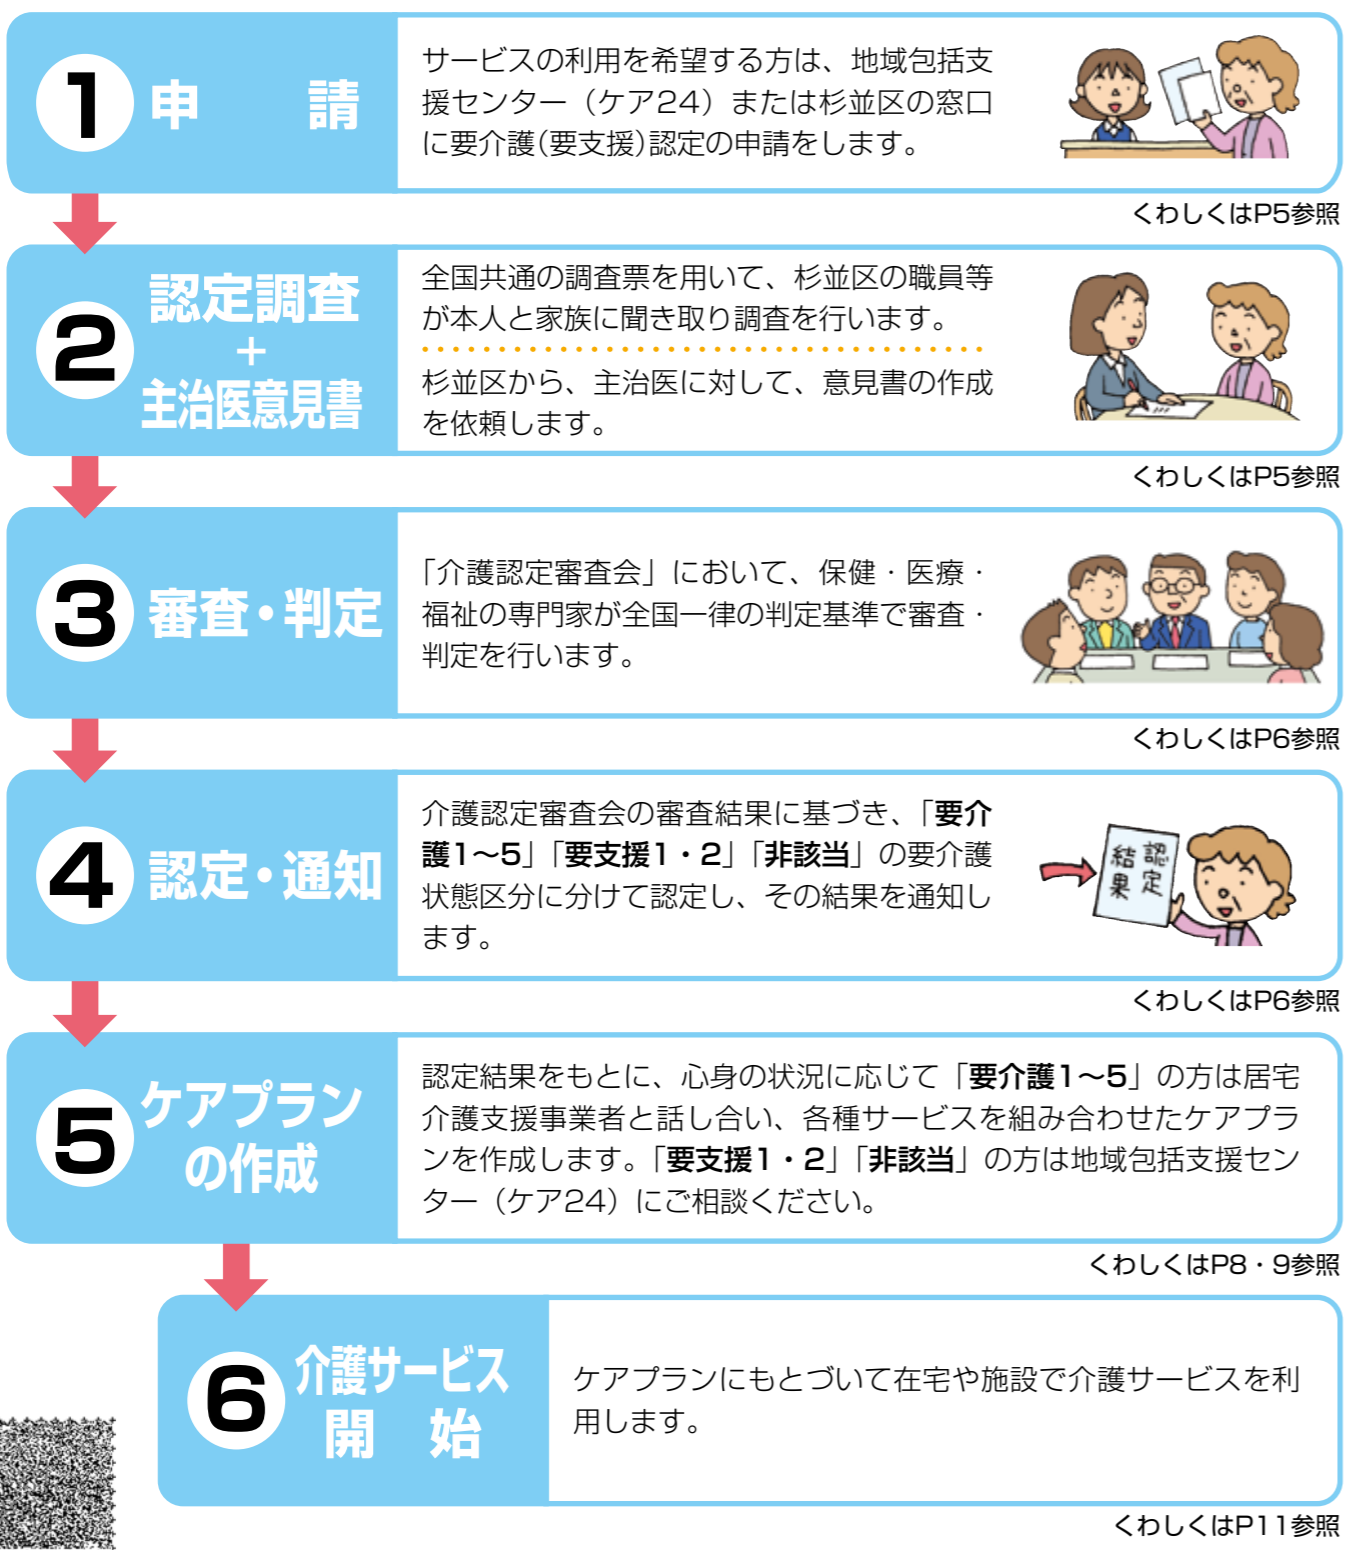 1 申 請
サービスの利用を希望する方は、地域包括支
援センター（ケア24）または杉並区の窓口
に要介護（要支援）認定の申請をします。
くわしくはP5参照
2 認定調査
＋
主治医意見書
全国共通の調査票を用いて、杉並区の職員等
が本人と家族に聞き取り調査を行います。
杉並区から、主治医に対して、意見書の作成
を依頼します。
くわしくはP5参照
3 審査・判定
「介護認定審査会」において、保健・医療・
福祉の専門家が全国一律の判定基準で審査・
判定を行います。
くわしくはP6参照
4 認定・通知
介護認定審査会の審査結果に基づき、「要介
護1〜5」「要支援1・2」「非該当」の要介護
状態区分に分けて認定し、その結果を通知し
ます。
認定
結果
くわしくはP6参照
5 ケアプラン
の作成
認定結果をもとに、心身の状況に応じて「要介護1〜5」の方は居宅
介護支援事業者と話し合い、各種サービスを組み合わせたケアプラ
ンを作成します。「要支援1・2」「非該当」の方は地域包括支援セン
ター（ケア24）にご相談ください。
くわしくはP8・9参照
6 介護サービス
開 始
ケアプランにもとづいて在宅や施設で介護サービスを利
用します。
くわしくはP11参照